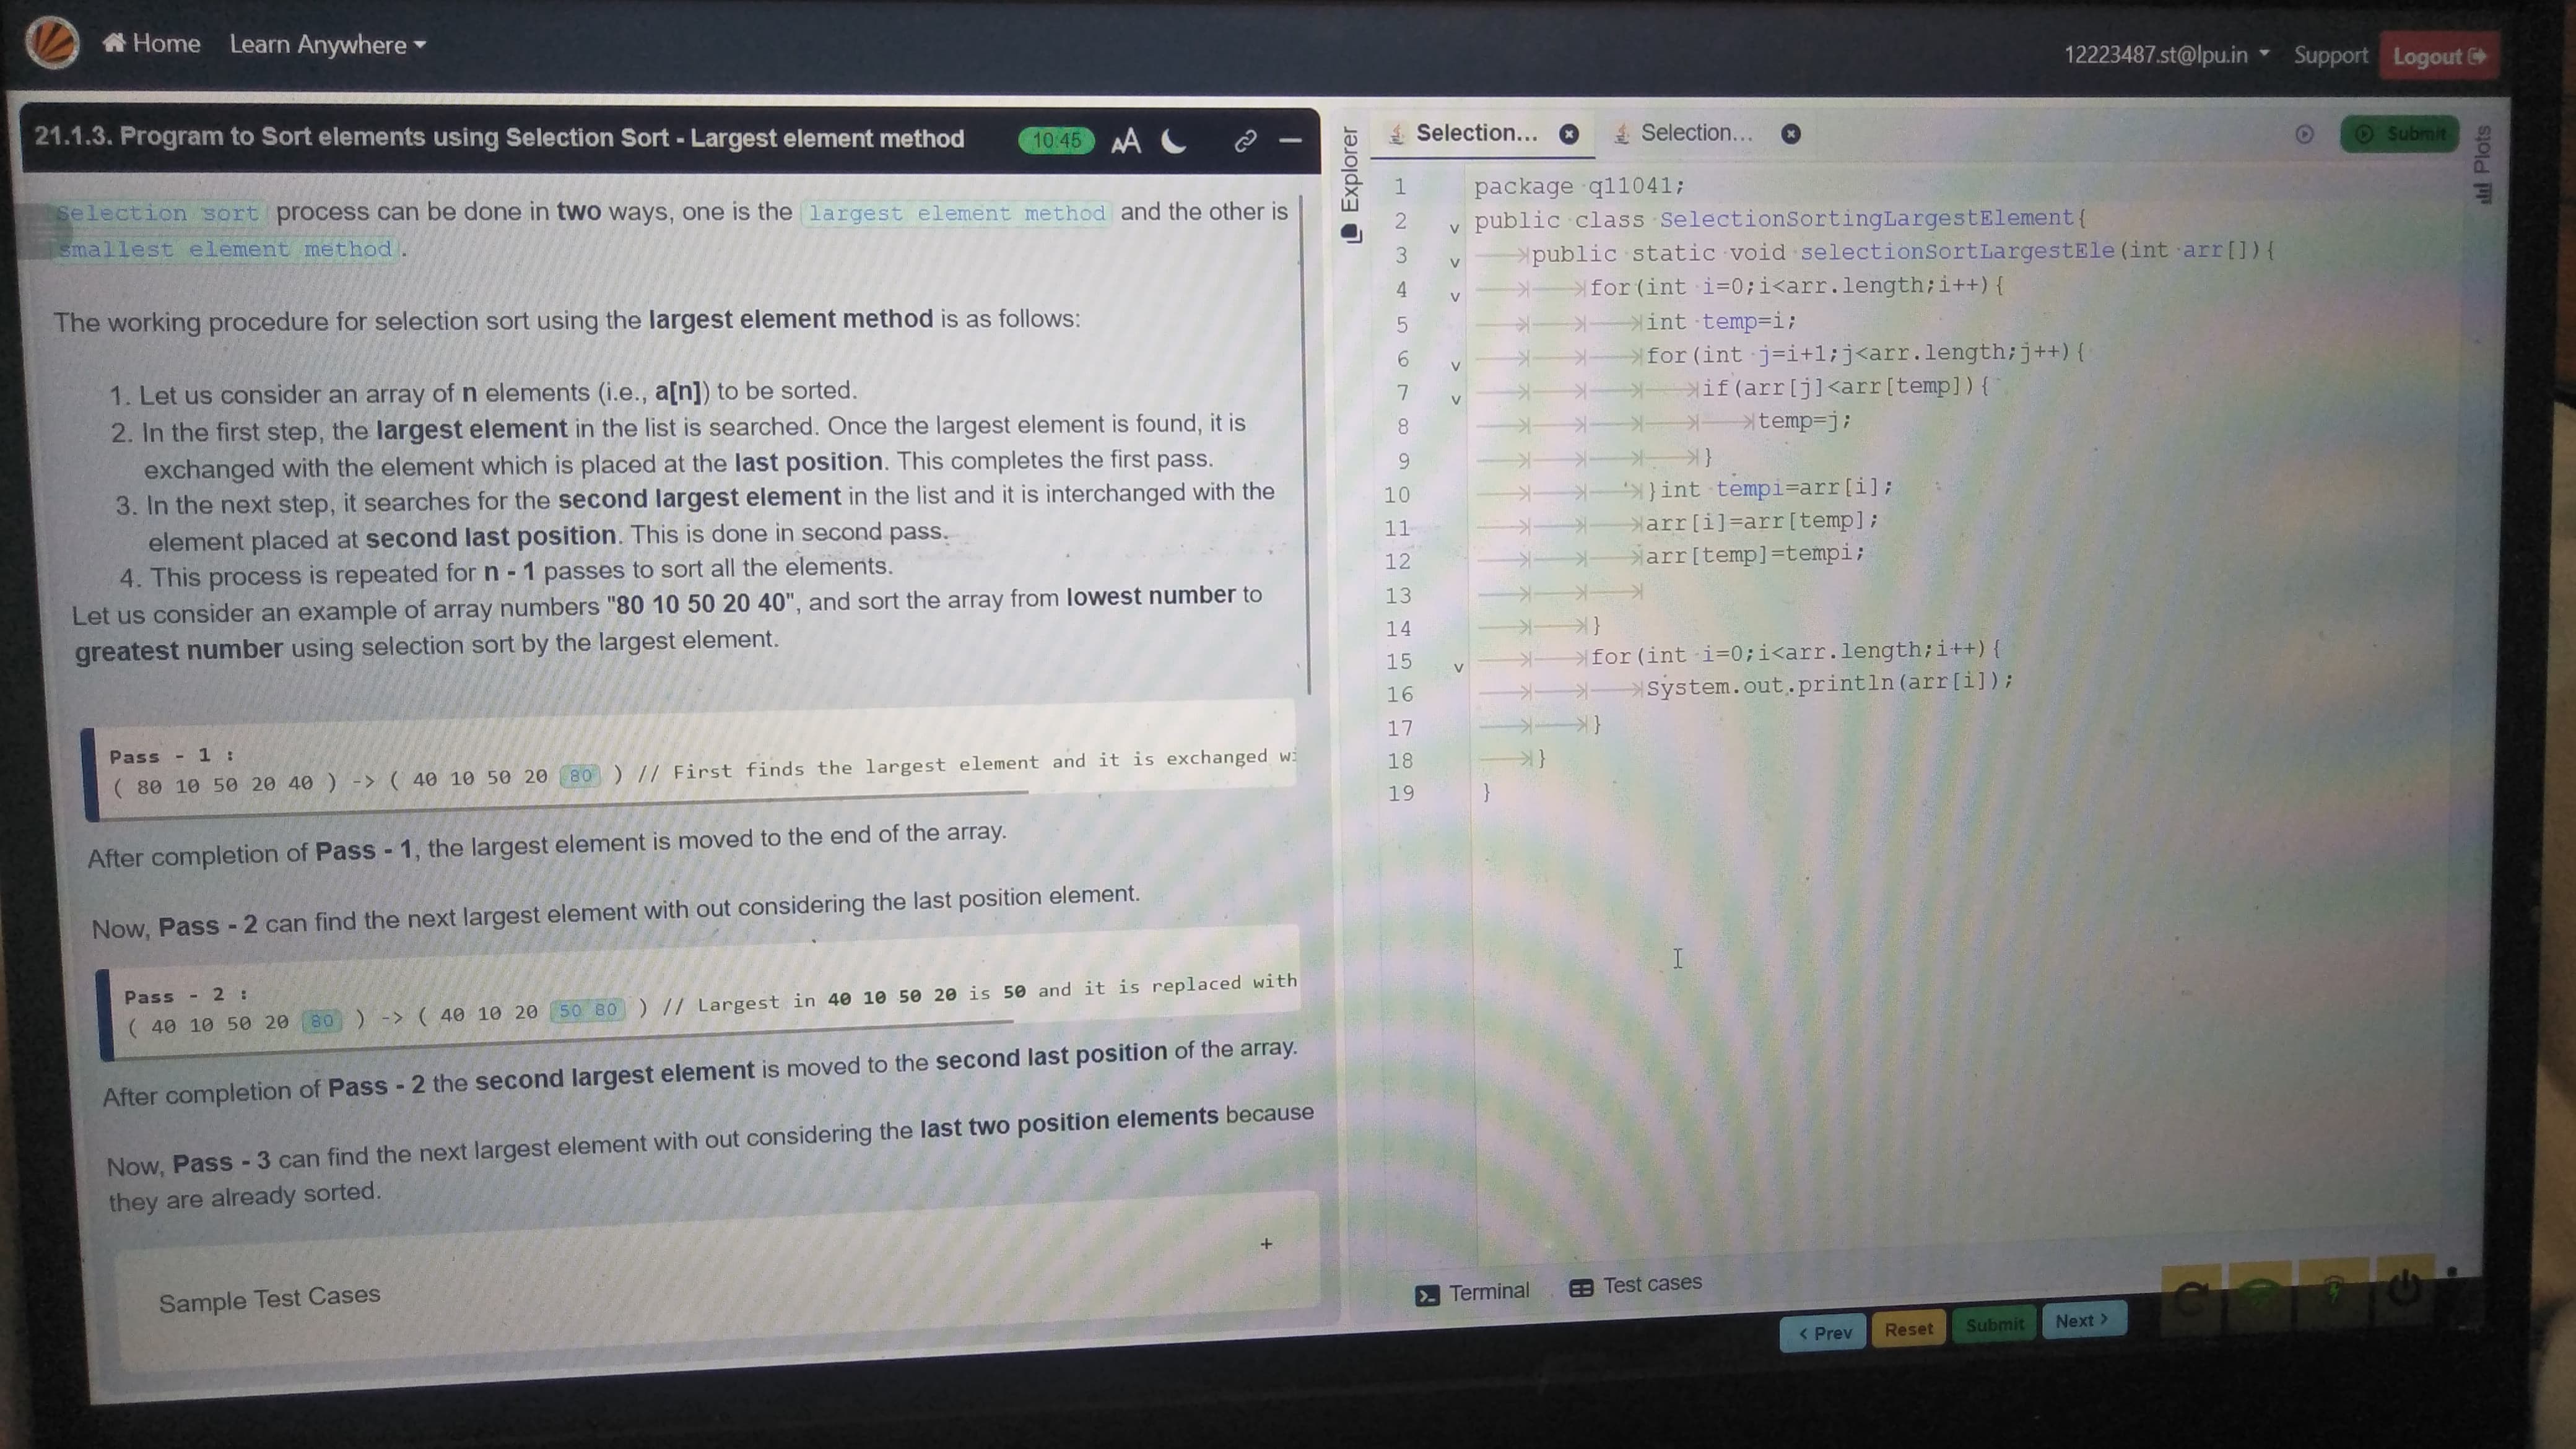 Home Learn Anywhere 12223487.st@lpu.in Support Logout
21.1.3. Program to Sort elements using Selection Sort - Largest element method 10:45 AA
Selection sort process can be done in two ways, one is the largest element method and the other is
smallest element method.
The working procedure for selection sort using the largest element method is as follows:
1. Let us consider an array of n elements (i.e., a[n]) to be sorted.
2. In the first step, the largest element in the list is searched. Once the largest element is found, it is
exchanged with the element which is placed at the last position. This completes the first pass.
3. In the next step, it searches for the second largest element in the list and it is interchanged with the
element placed at second last position. This is done in second pass.
4. This process is repeated for n - 1 passes to sort all the elements.
Let us consider an example of array numbers "80 10 50 20 40", and sort the array from lowest number to
greatest number using selection sort by the largest element.
Pass - 1 :
( 80 10 50 20 40 ) -> ( 40 10 50 20 80 ) // First finds the largest element and it is exchanged wi
After completion of Pass - 1, the largest element is moved to the end of the array.
Now, Pass - 2 can find the next largest element with out considering the last position element.
Pass - 2 :
( 40 10 50 20 80 ) -> ( 40 10 20 50 80 ) // Largest in 40 10 50 20 is 50 and it is replaced with
After completion of Pass - 2 the second largest element is moved to the second last position of the array.
Now, Pass - 3 can find the next largest element with out considering the last two position elements because
they are already sorted.
Sample Test Cases +
Explorer
Selection... Selection... Submit
Plots
1 package q11041;
2 public class SelectionSortingLargestElement{
3 public static void selectionSortLargestEle(int arr[]){
4 for(int i=0;i<arr.length;i++){
5 int temp=i;
6 for(int j=i+1;j<arr.length;j++){
7 if(arr[j]<arr[temp]){
8 temp=j;
9 }
10 }int tempi=arr[i];
11 arr[i]=arr[temp];
12 arr[temp]=tempi;
13
14 }
15 for(int i=0;i<arr.length;i++){
16 System.out.println(arr[i]);
17 }
18 }
19 }
Terminal Test cases
< Prev Reset Submit Next >